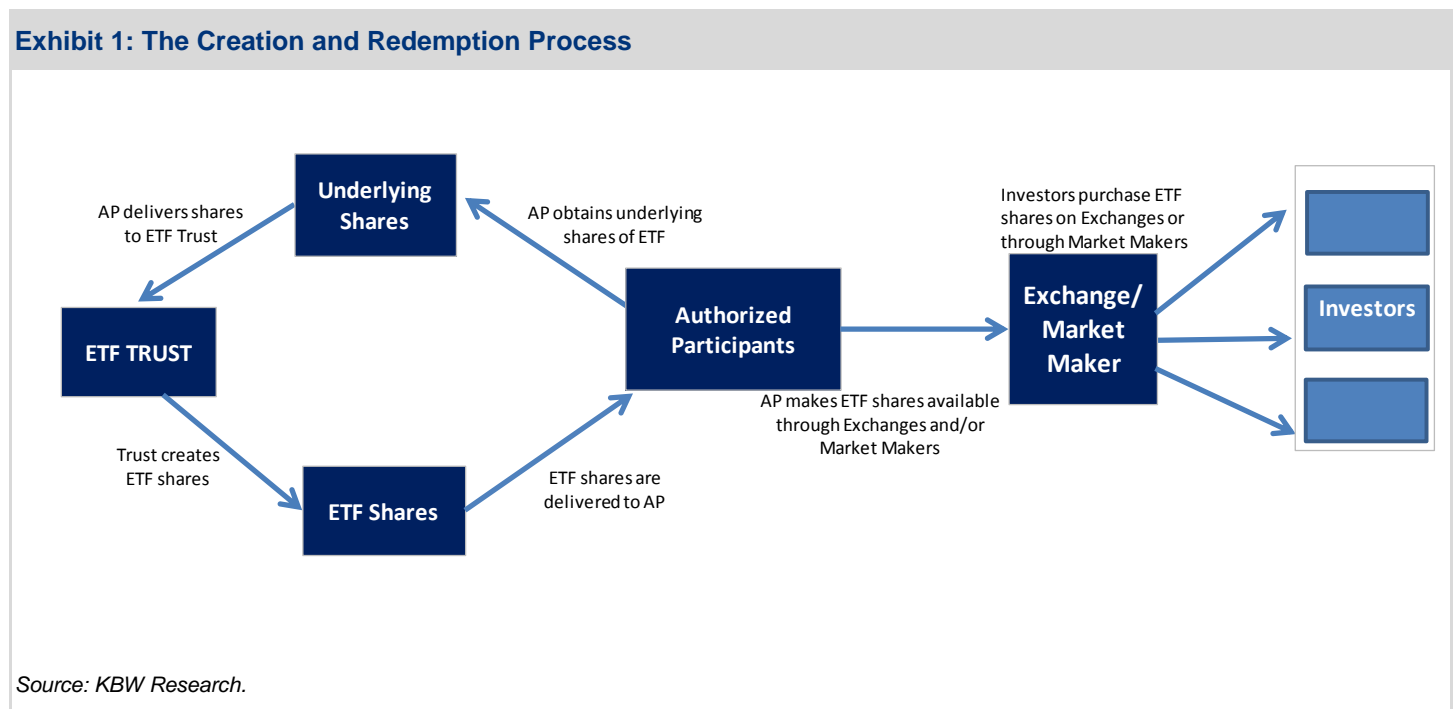 Exhibit 1: The Creation and Redemption Process
Underlying
Shares
AP delivers shares
to ETF Trust
AP obtains underlying
shares of ETF
Investors purchase ETF
shares on Exchanges or
through Market Makers
ETF TRUST
Authorized
Participants
Exchange/
Market
Maker
Investors
AP makes ETF shares available
through Exchanges and/or
Market Makers
Trust creates
ETF shares
ETF Shares
ETF shares are
delivered to AP
Source: KBW Research.